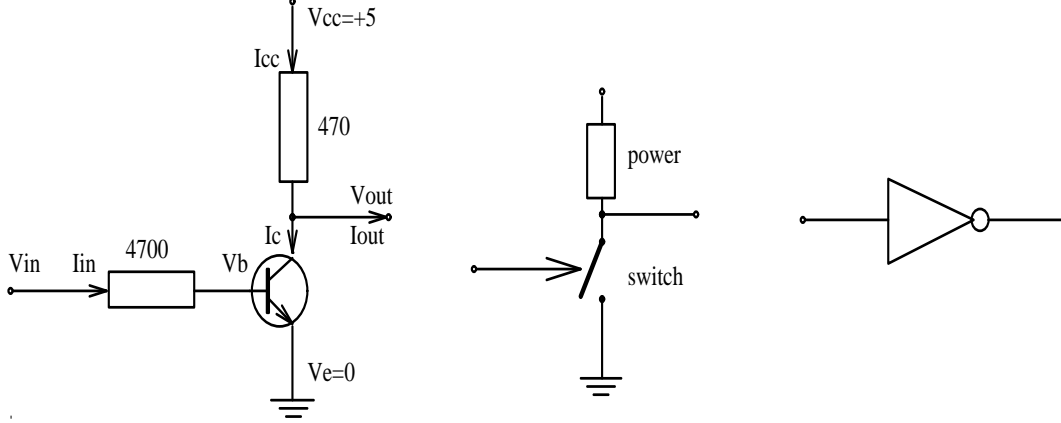 Vcc=+5
Icc
470
power
Vout
Iout
Ic
4700
Vin
Iin
Vb
switch
Ve=0